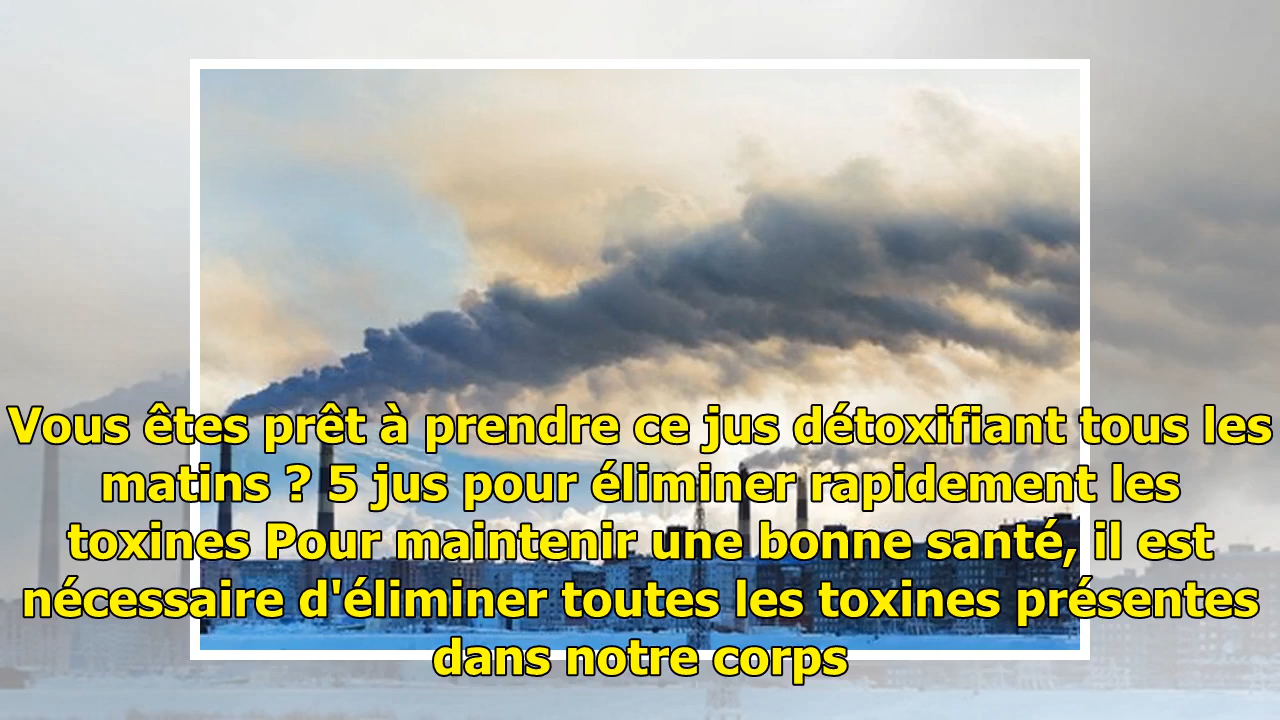 Vous êtes prêt à prendre ce jus détoxifiant tous les
matins ? 5 jus pour éliminer rapidement les
toxines Pour maintenir une bonne santé, il est
nécessaire d'éliminer toutes les toxines présentes
dans notre corps